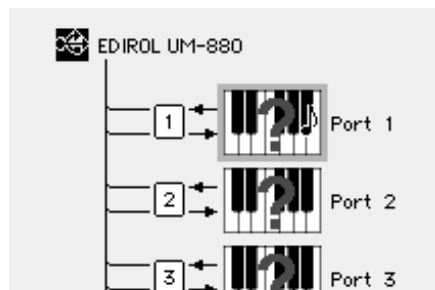 EDIROL UM-880
1
Port 1
2
Port 2
3
Port 3